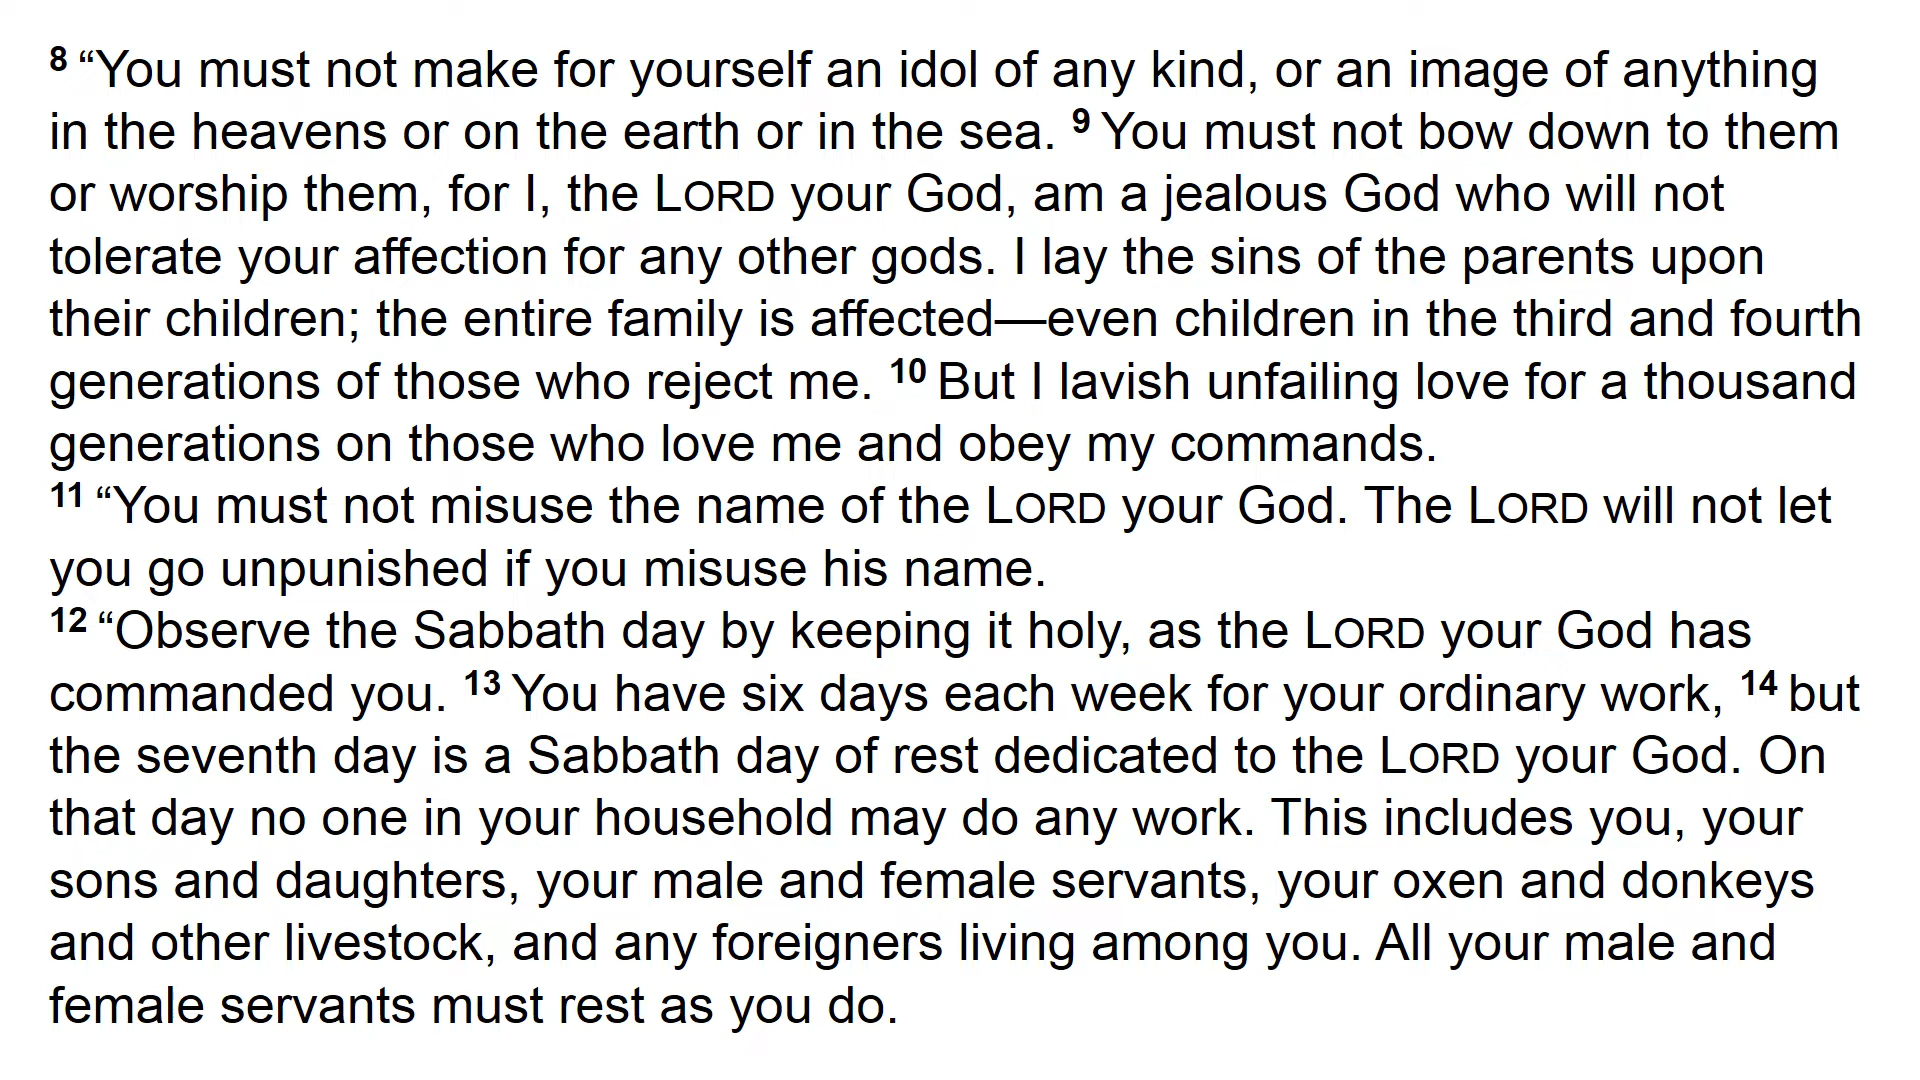 8 “You must not make for yourself an idol of any kind, or an image of anything
in the heavens or on the earth or in the sea. 9 You must not bow down to them
or worship them, for I, the LORD your God, am a jealous God who will not
tolerate your affection for any other gods. I lay the sins of the parents upon
their children; the entire family is affected—even children in the third and fourth
generations of those who reject me. 10 But I lavish unfailing love for a thousand
generations on those who love me and obey my commands.
11 “You must not misuse the name of the LORD your God. The LORD will not let
you go unpunished if you misuse his name.
12 “Observe the Sabbath day by keeping it holy, as the LORD your God has
commanded you. 13 You have six days each week for your ordinary work, 14 but
the seventh day is a Sabbath day of rest dedicated to the LORD your God. On
that day no one in your household may do any work. This includes you, your
sons and daughters, your male and female servants, your oxen and donkeys
and other livestock, and any foreigners living among you. All your male and
female servants must rest as you do.